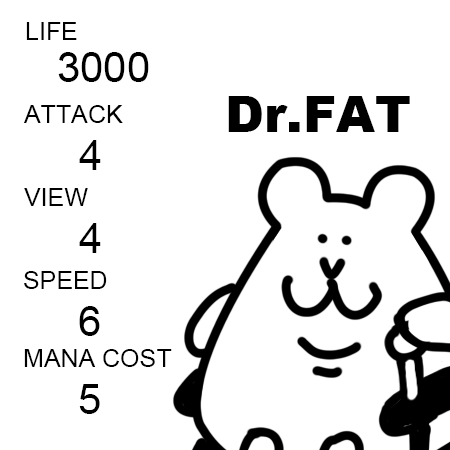 LIFE
3000
Dr.FAT
ATTACK
4
VIEW
4
SPEED
6
MANA COST
5